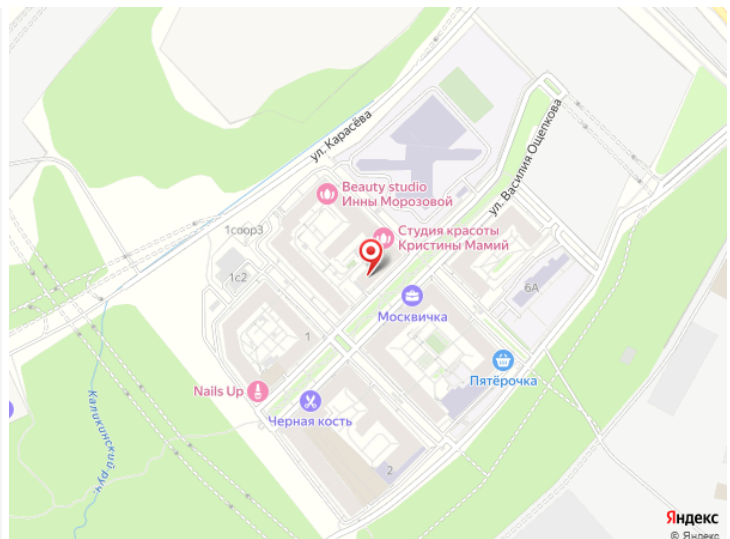 ул. Карасёва
ул. Василия Ощепкова
Beauty studio
Инны Морозовой
1соор3
Студия красоты
Кристины Мамий
1с2
6А
Москвичка
1
Пятёрочка
Nails Up
Черная кость
Каликинский руч.
2
Яндекс
© Яндекс